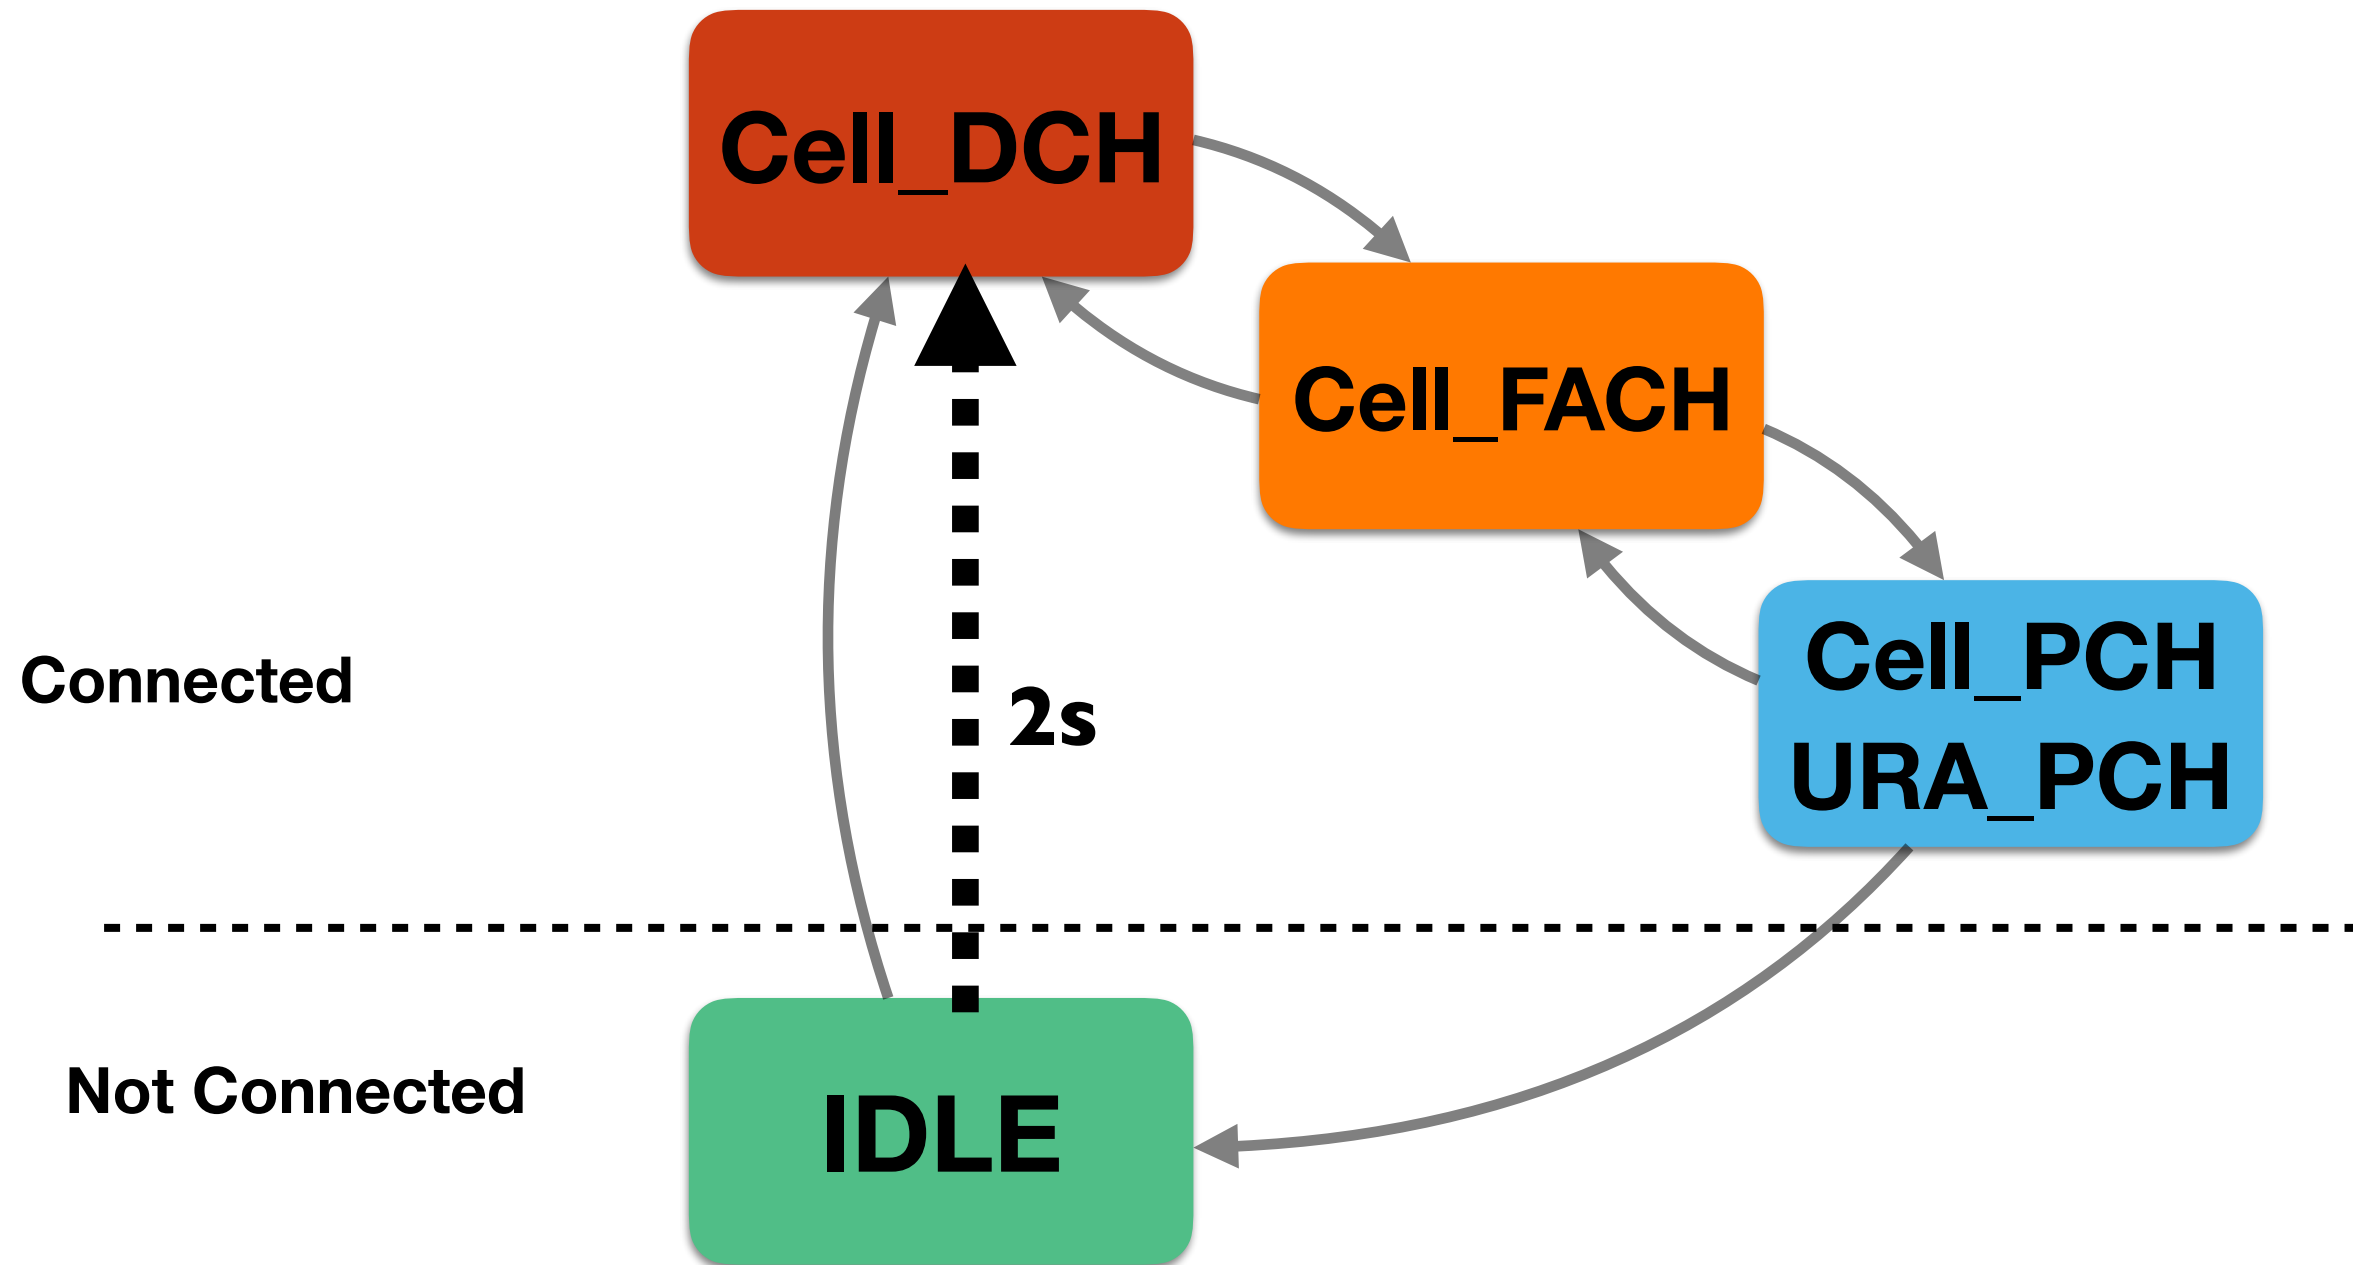 Cell_DCH
Cell_FACH
Cell_PCH
URA_PCH
Connected
2s
Not Connected
IDLE